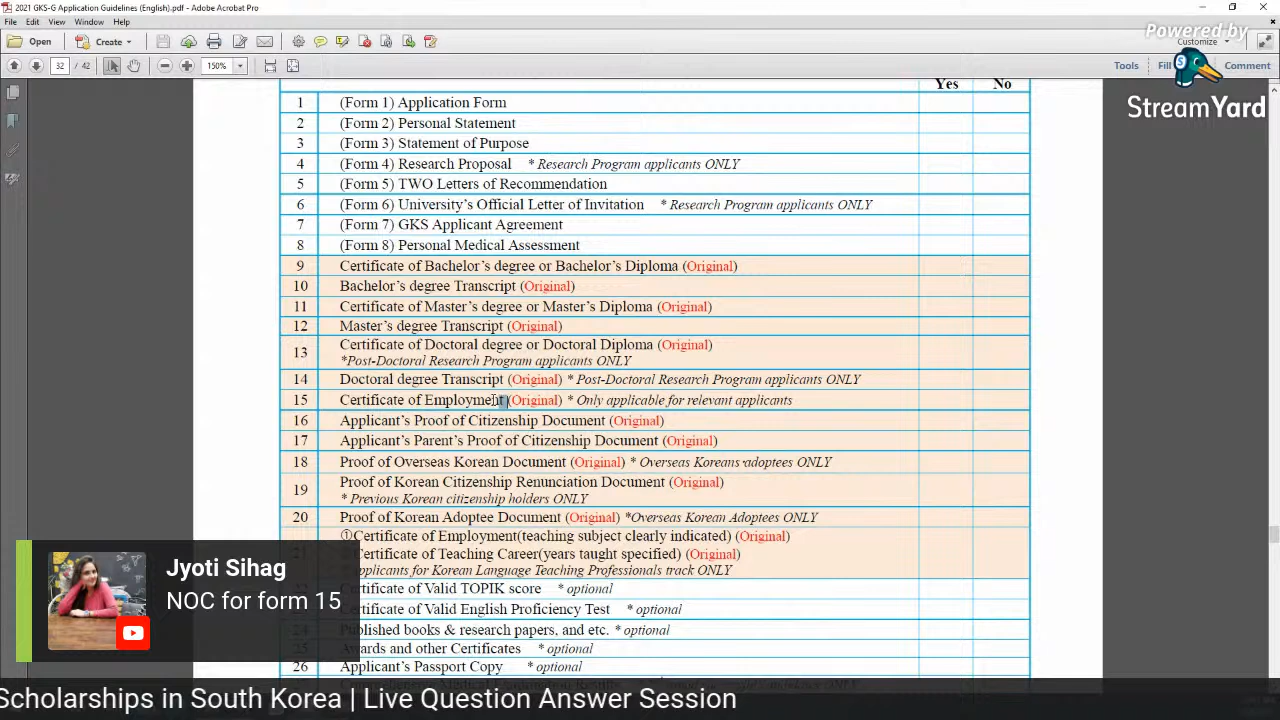 2021 GKS-G Application Guidelines (English).pdf - Adobe Acrobat Pro
File Edit View Window Help
Open Create Customize
32 / 42 150% Tools Fill Comment
Powered by
StreamYard
Yes No
1 (Form 1) Application Form
2 (Form 2) Personal Statement
3 (Form 3) Statement of Purpose
4 (Form 4) Research Proposal * Research Program applicants ONLY
5 (Form 5) TWO Letters of Recommendation
6 (Form 6) University's Official Letter of Invitation * Research Program applicants ONLY
7 (Form 7) GKS Applicant Agreement
8 (Form 8) Personal Medical Assessment
9 Certificate of Bachelor's degree or Bachelor's Diploma (Original)
10 Bachelor's degree Transcript (Original)
11 Certificate of Master's degree or Master's Diploma (Original)
12 Master's degree Transcript (Original)
13 Certificate of Doctoral degree or Doctoral Diploma (Original)
*Post-Doctoral Research Program applicants ONLY
14 Doctoral degree Transcript (Original) * Post-Doctoral Research Program applicants ONLY
15 Certificate of Employment (Original) * Only applicable for relevant applicants
16 Applicant's Proof of Citizenship Document (Original)
17 Applicant's Parent's Proof of Citizenship Document (Original)
18 Proof of Overseas Korean Document (Original) * Overseas Koreans·adoptees ONLY
19 Proof of Korean Citizenship Renunciation Document (Original)
* Previous Korean citizenship holders ONLY
20 Proof of Korean Adoptee Document (Original) *Overseas Korean Adoptees ONLY
①Certificate of Employment(teaching subject clearly indicated) (Original)
Certificate of Teaching Career(years taught specified) (Original)
applicants for Korean Language Teaching Professionals track ONLY
Certificate of Valid TOPIK score * optional
Certificate of Valid English Proficiency Test * optional
Published books & research papers, and etc. * optional
Awards and other Certificates * optional
26 Applicant's Passport Copy * optional
Jyoti Sihag
NOC for form 15
Scholarships in South Korea | Live Question Answer Session